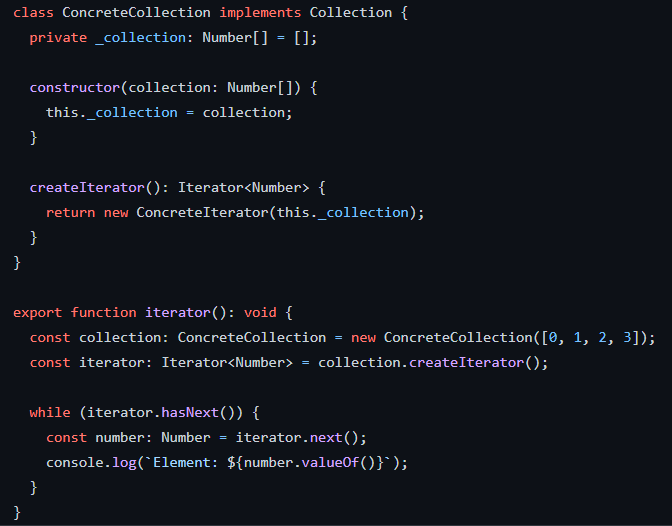 class ConcreteCollection implements Collection {
  private _collection: Number[] = [];

  constructor(collection: Number[]) {
    this._collection = collection;
  }

  createIterator(): Iterator<Number> {
    return new ConcreteIterator(this._collection);
  }
}

export function iterator(): void {
  const collection: ConcreteCollection = new ConcreteCollection([0, 1, 2, 3]);
  const iterator: Iterator<Number> = collection.createIterator();

  while (iterator.hasNext()) {
    const number: Number = iterator.next();
    console.log(`Element: ${number.valueOf()}`);
  }
}